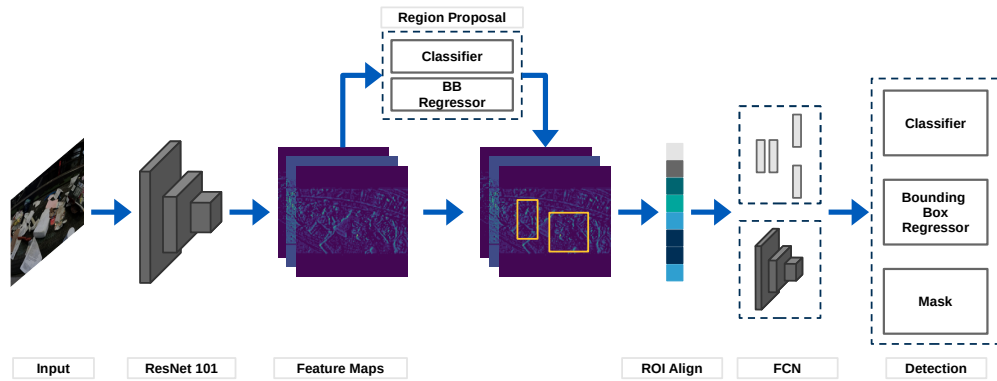 Region Proposal
Classifier
BB
Regressor
Classifier
Bounding
Box
Regressor
Mask
Input
ResNet 101
Feature Maps
ROI Align
FCN
Detection